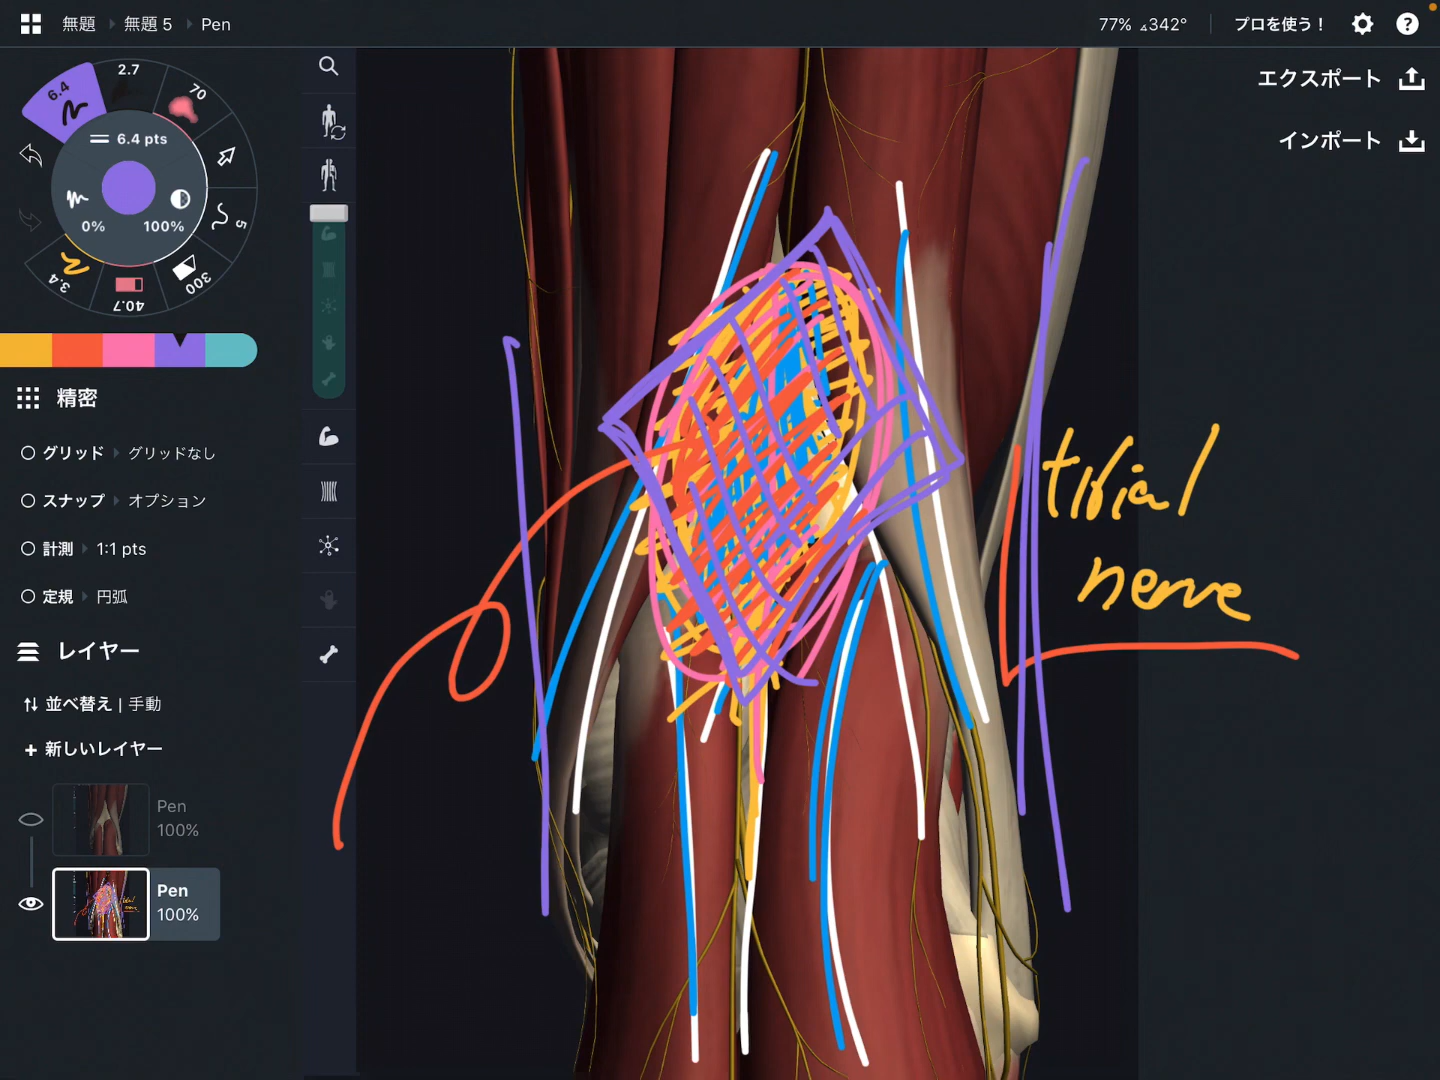 無題 無題 5 Pen
77% ⊿342°
プロを使う！
エクスポート
インポート
2.7
6.4
70
6.4 pts
0% 100%
5
3.4
40.7
300
精密
グリッド グリッドなし
スナップ オプション
計測 1:1 pts
定規 円弧
レイヤー
並べ替え | 手動
+ 新しいレイヤー
Pen
100%
Pen
100%
tibial
nerve